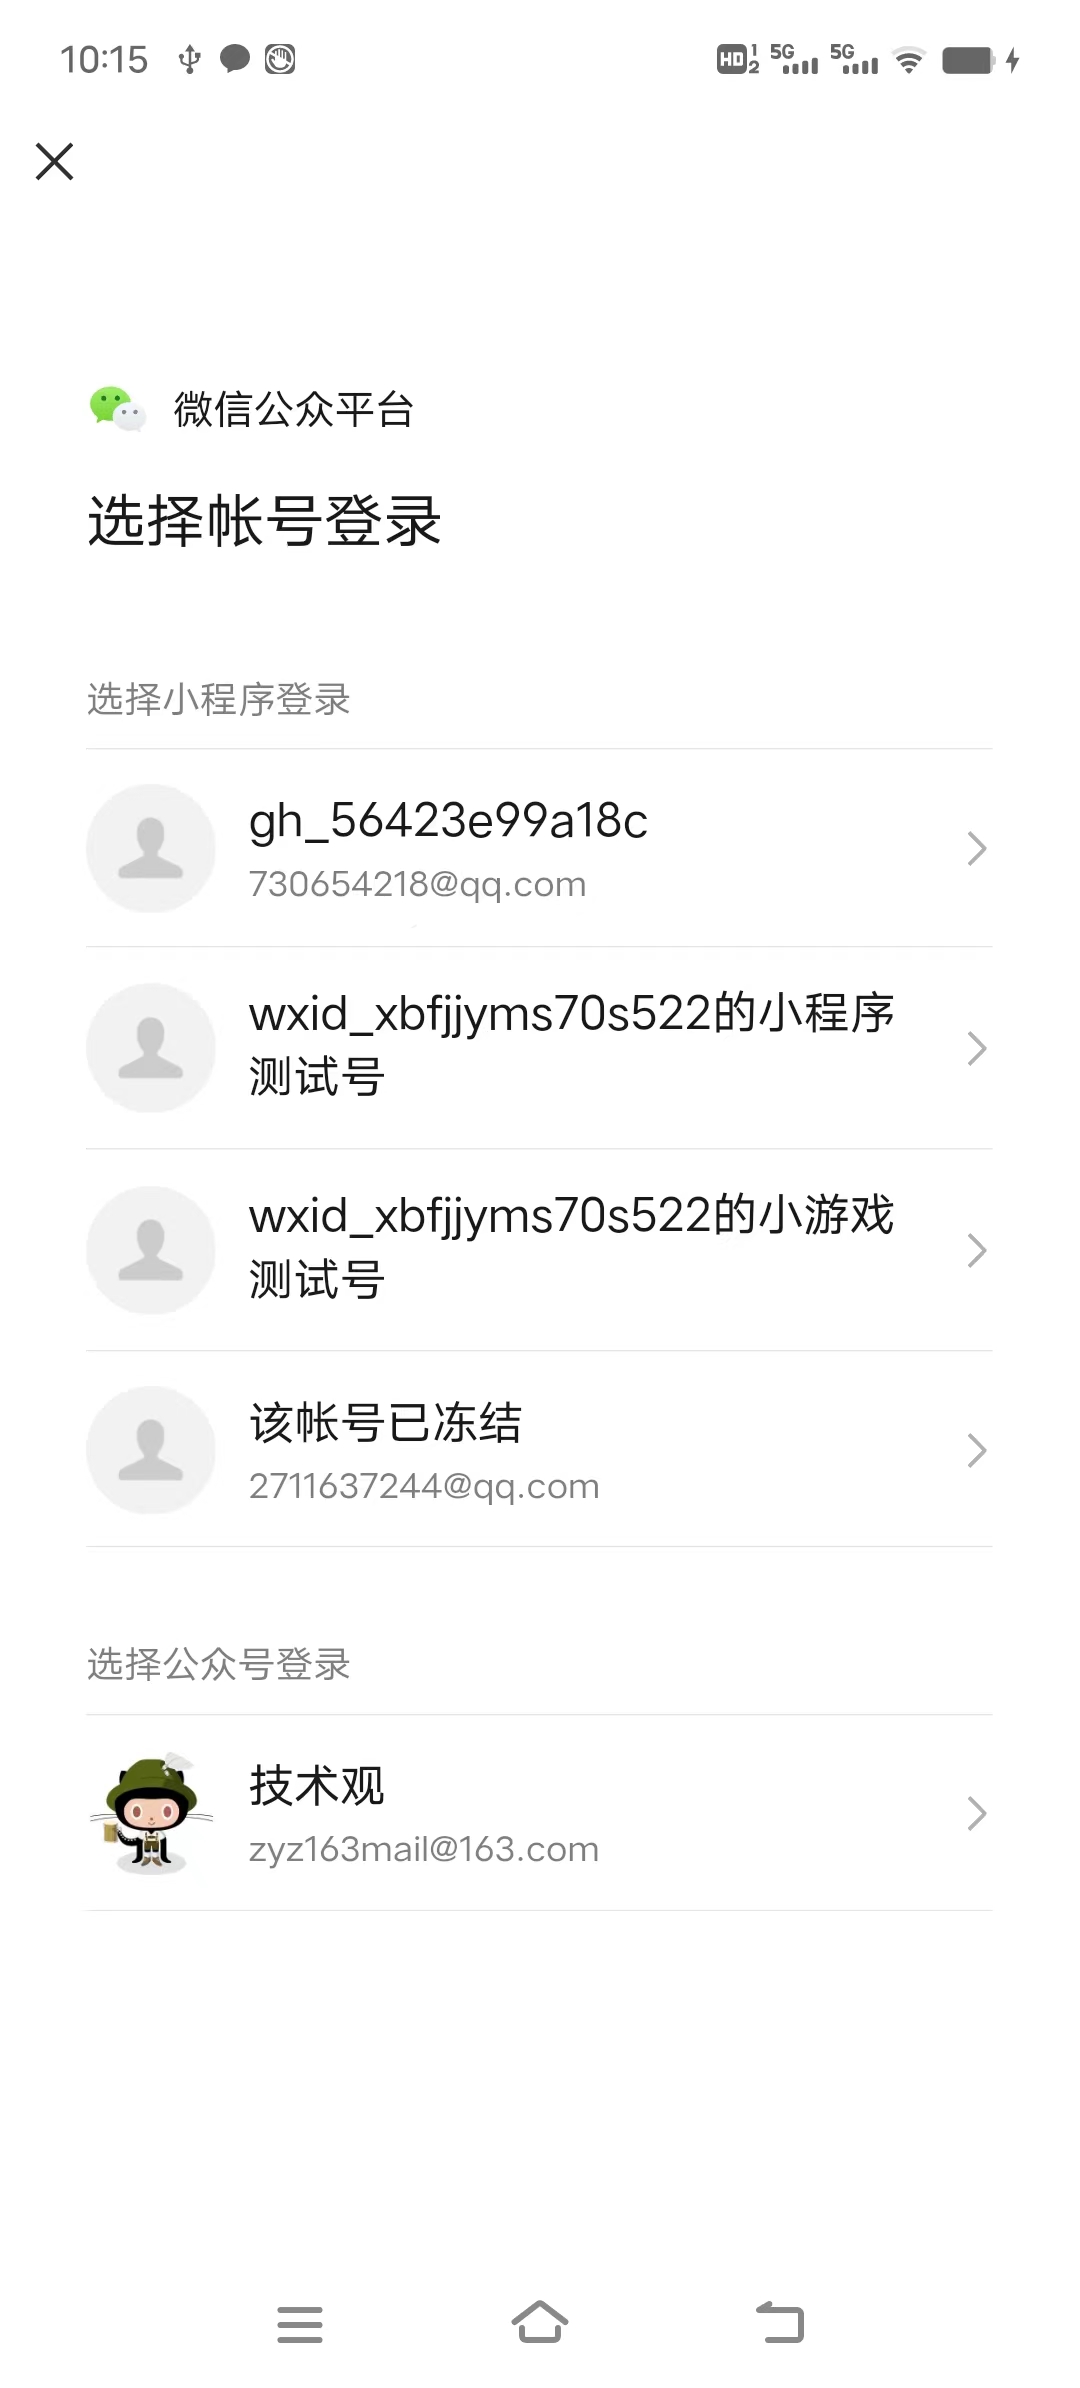 10:15
HD 1 2 5G 5G
微信公众平台
选择帐号登录
选择小程序登录
gh_56423e99a18c
730654218@qq.com
wxid_xbfjjyms70s522的小程序
测试号
wxid_xbfjjyms70s522的小游戏
测试号
该帐号已冻结
2711637244@qq.com
选择公众号登录
技术观
zyz163mail@163.com